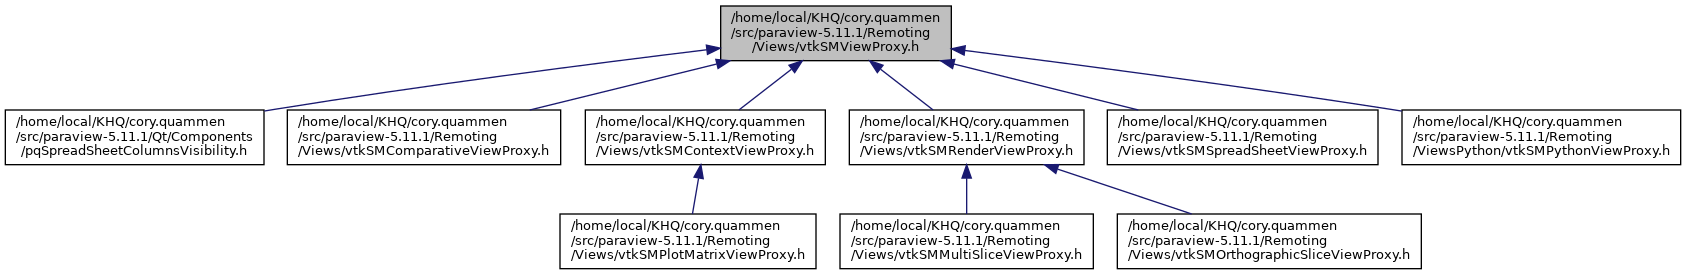 /home/local/KHQ/cory.quammen
/src/paraview-5.11.1/Remoting
/Views/vtkSMViewProxy.h
/home/local/KHQ/cory.quammen
/src/paraview-5.11.1/Qt/Components
/pqSpreadSheetColumnsVisibility.h
/home/local/KHQ/cory.quammen
/src/paraview-5.11.1/Remoting
/Views/vtkSMComparativeViewProxy.h
/home/local/KHQ/cory.quammen
/src/paraview-5.11.1/Remoting
/Views/vtkSMContextViewProxy.h
/home/local/KHQ/cory.quammen
/src/paraview-5.11.1/Remoting
/Views/vtkSMRenderViewProxy.h
/home/local/KHQ/cory.quammen
/src/paraview-5.11.1/Remoting
/Views/vtkSMSpreadSheetViewProxy.h
/home/local/KHQ/cory.quammen
/src/paraview-5.11.1/Remoting
/ViewsPython/vtkSMPythonViewProxy.h
/home/local/KHQ/cory.quammen
/src/paraview-5.11.1/Remoting
/Views/vtkSMPlotMatrixViewProxy.h
/home/local/KHQ/cory.quammen
/src/paraview-5.11.1/Remoting
/Views/vtkSMMultiSliceViewProxy.h
/home/local/KHQ/cory.quammen
/src/paraview-5.11.1/Remoting
/Views/vtkSMOrthographicSliceViewProxy.h